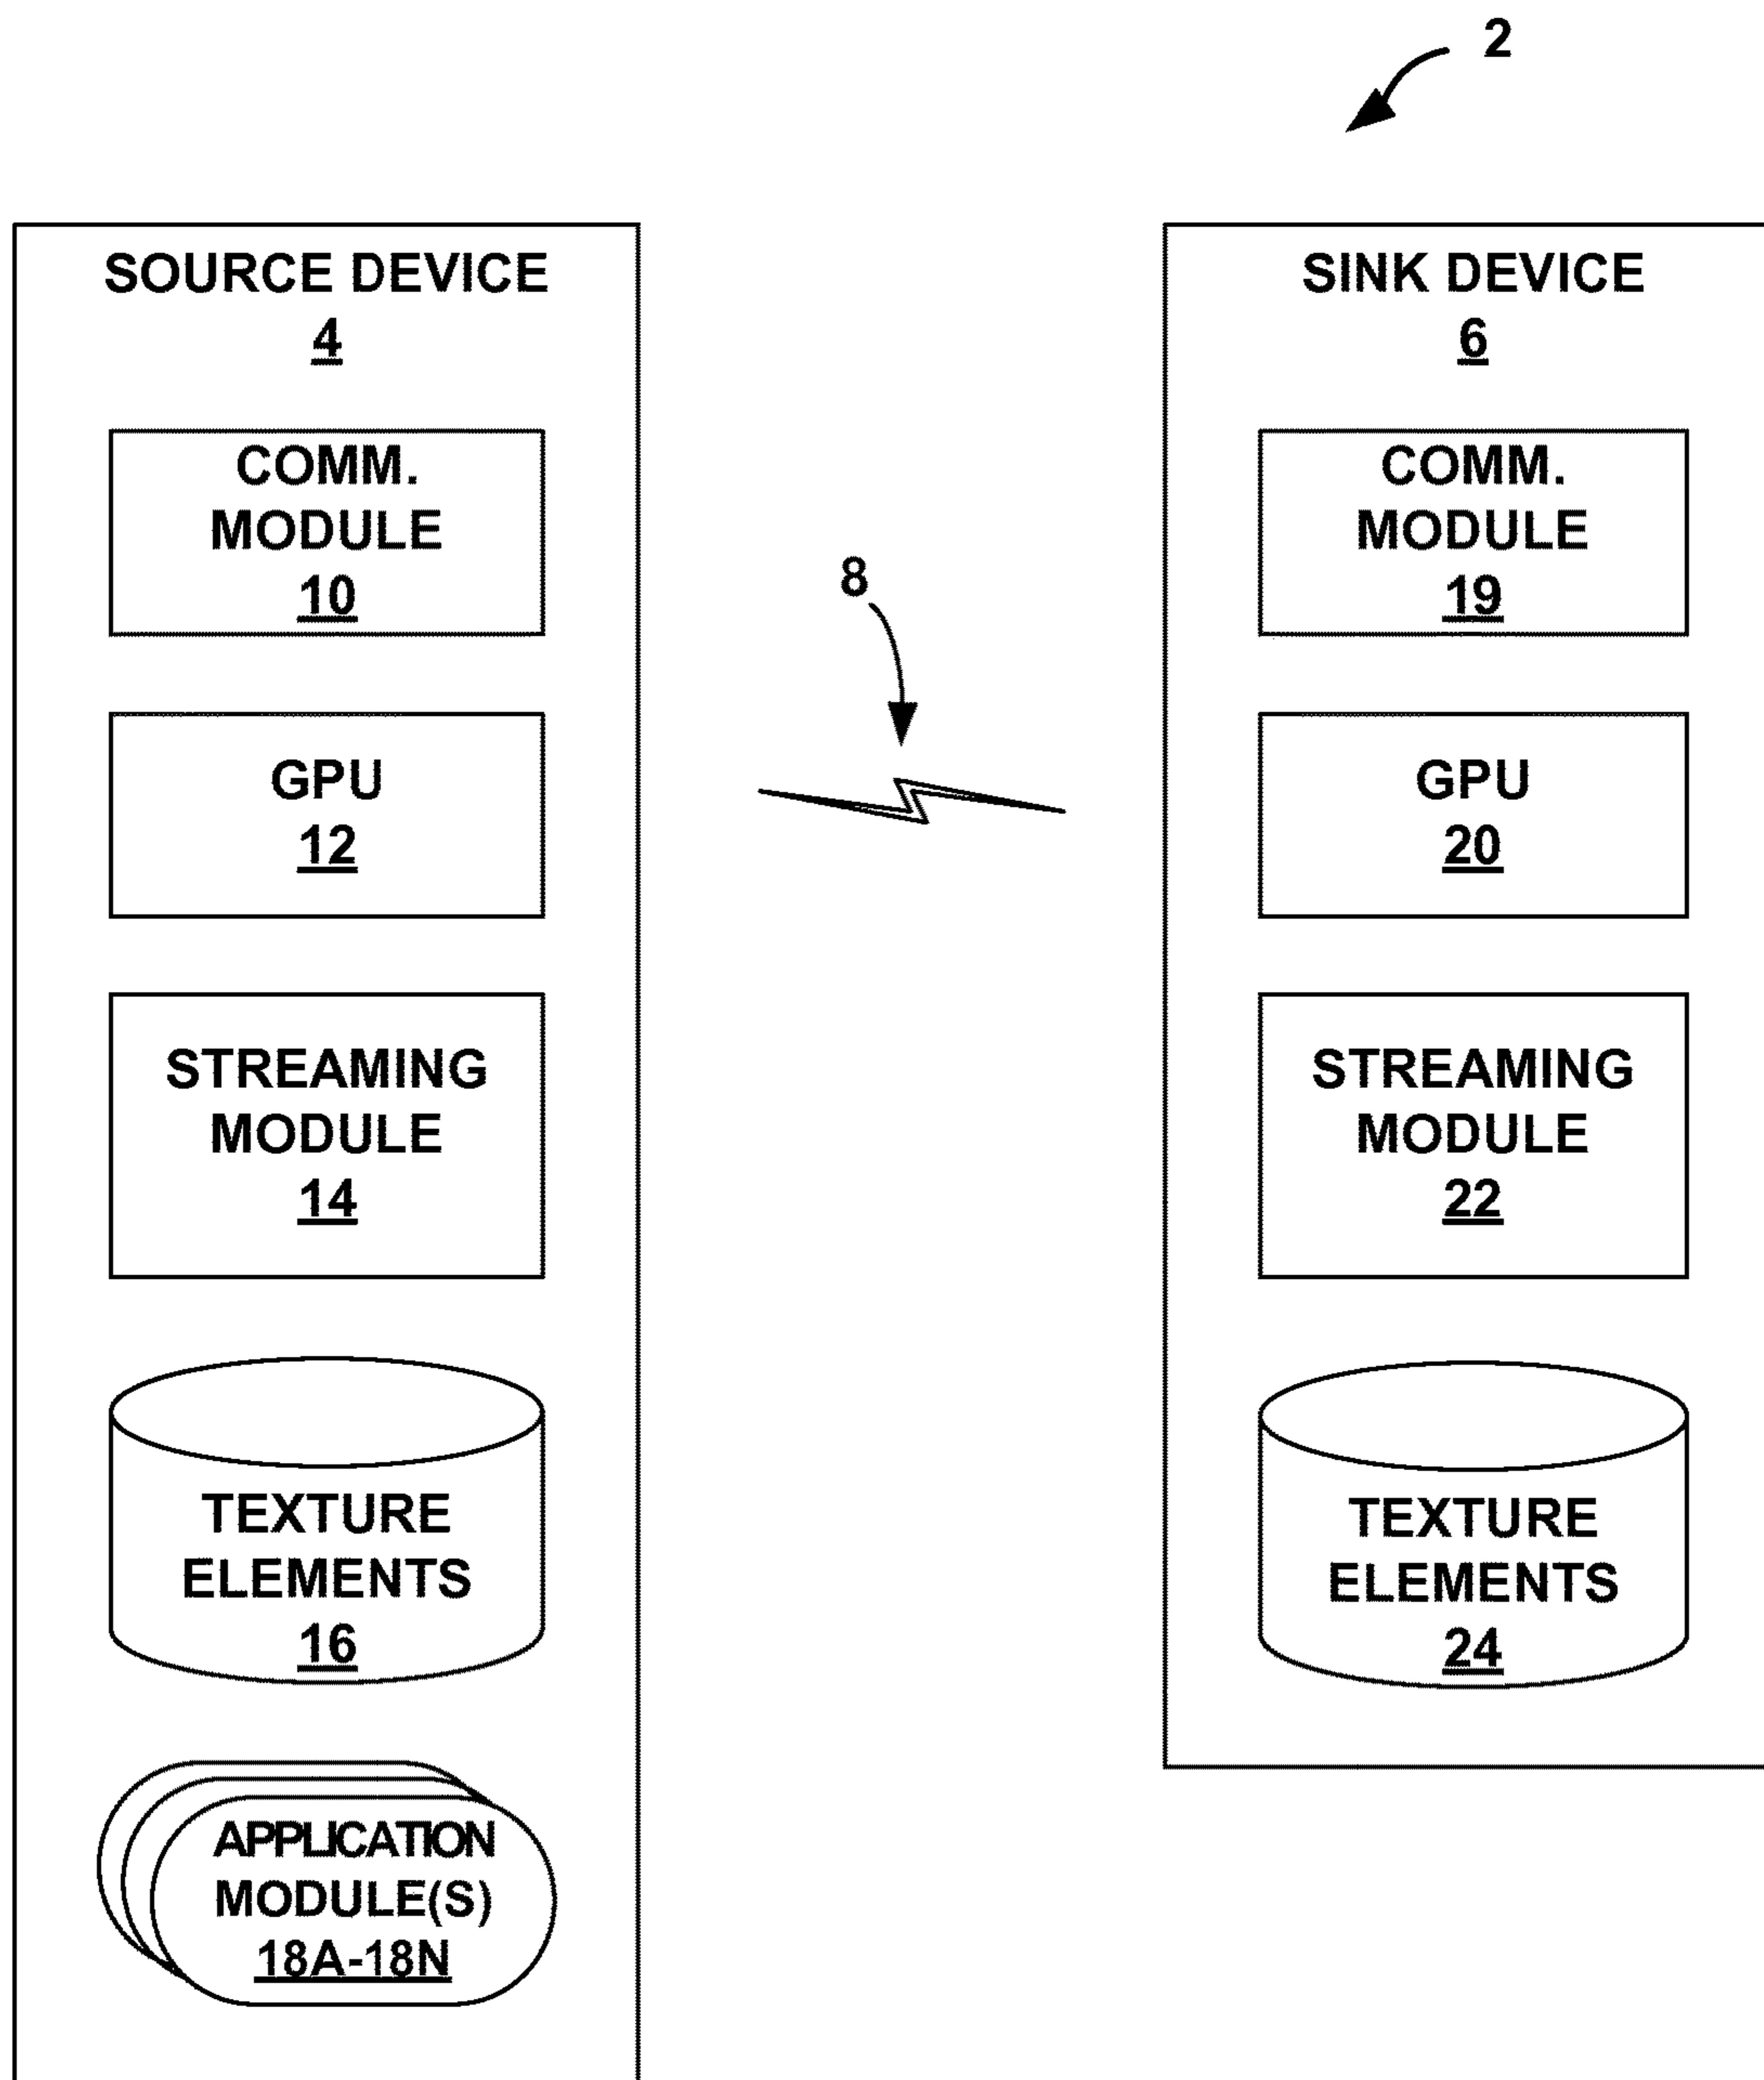 2
SOURCE DEVICE
4
COMM.
MODULE
10
GPU
12
STREAMING
MODULE
14
TEXTURE
ELEMENTS
16
APPLICATION
MODULE(S)
18A-18N
8
SINK DEVICE
6
COMM.
MODULE
19
GPU
20
STREAMING
MODULE
22
TEXTURE
ELEMENTS
24